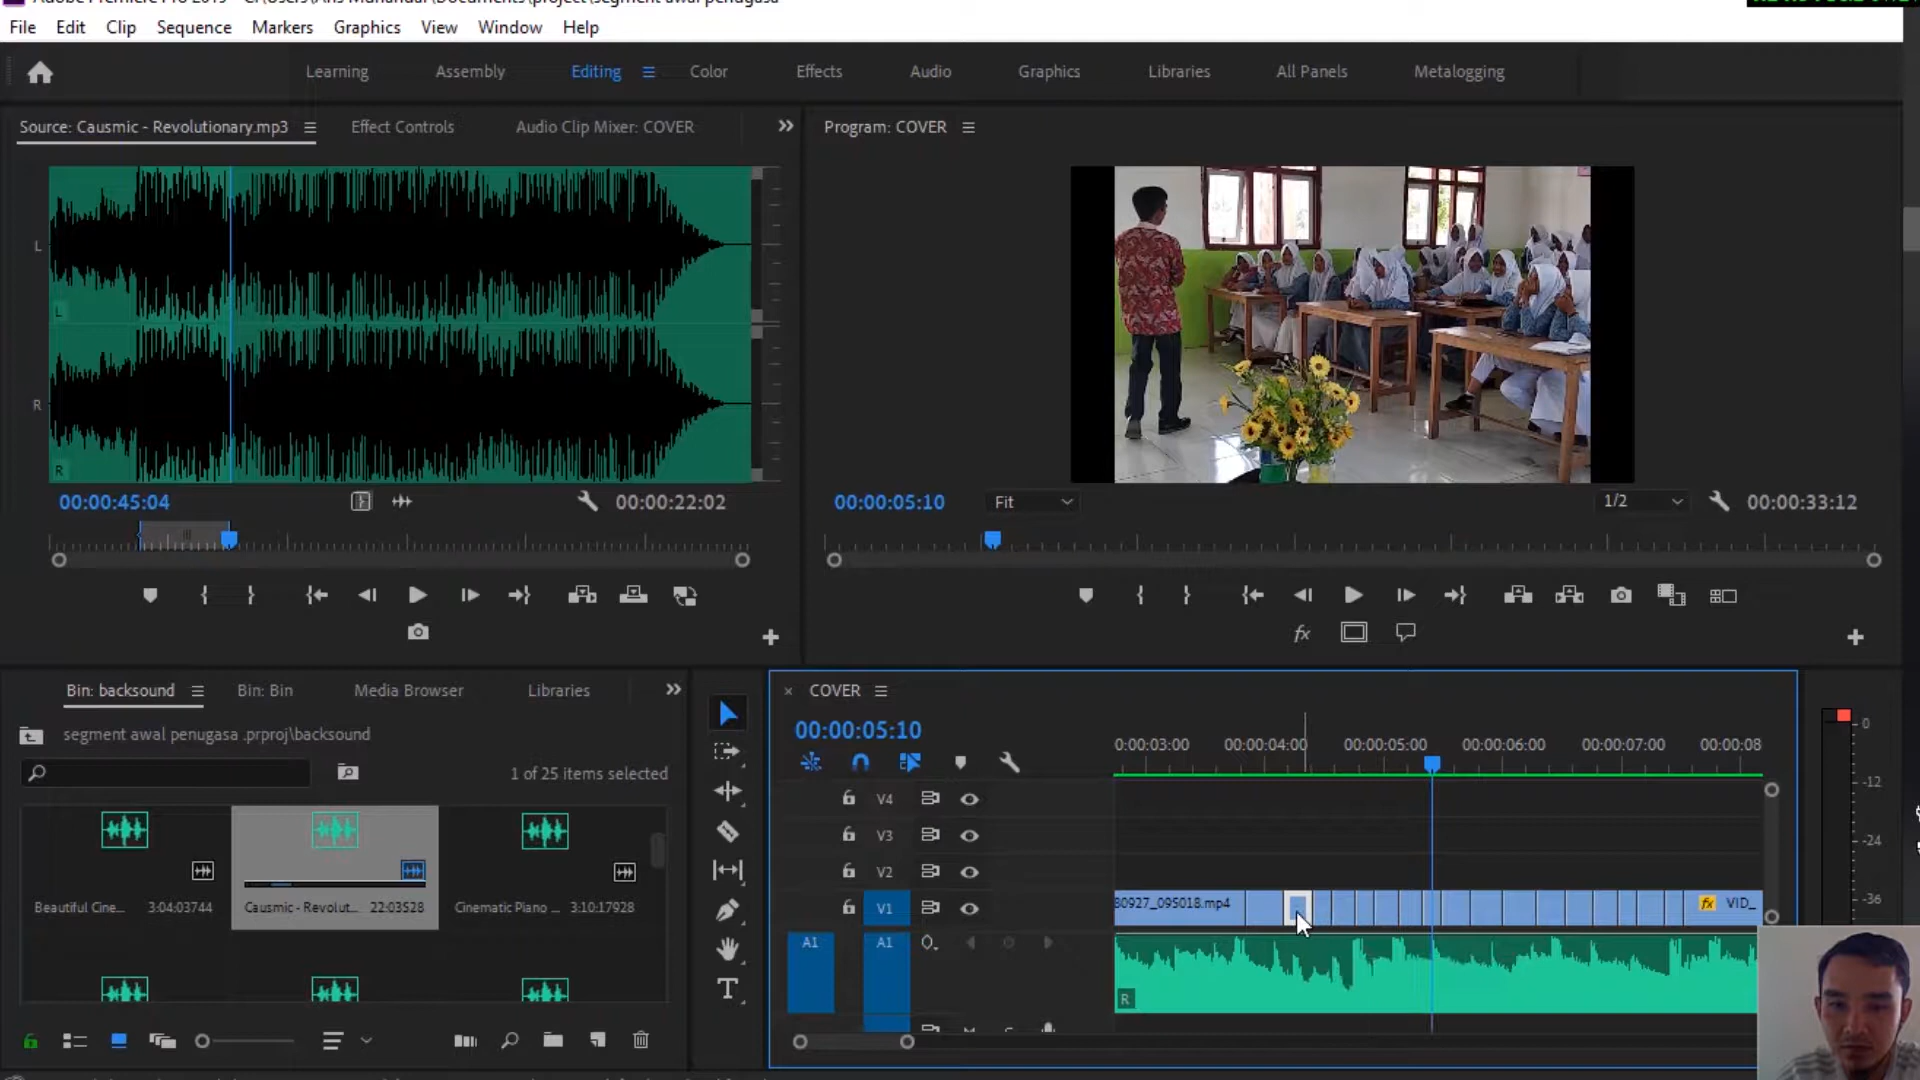 File Edit Clip Sequence Markers Graphics View Window Help
Learning Assembly Editing Color Effects Audio Graphics Libraries All Panels Metalogging
Source: Causmic - Revolutionary.mp3 Effect Controls Audio Clip Mixer: COVER
Program: COVER
L
L
R
R
00:00:45:04 00:00:22:02
00:00:05:10 Fit 1/2 00:00:33:12
fx
Bin: backsound Bin: Bin Media Browser Libraries
segment awal penugasa .prproj\backsound
1 of 25 items selected
Beautiful Cine... 3:04:03744
Causmic - Revolut... 22:03528
Cinematic Piano ... 3:10:17928
T
COVER
00:00:05:10
0:00:03:00 00:00:04:00 00:00:05:00 00:00:06:00 00:00:07:00 00:00:08
V4
V3
V2
V1
80927_095018.mp4 fx VID_
A1 A1
R
0
-12
-24
-36